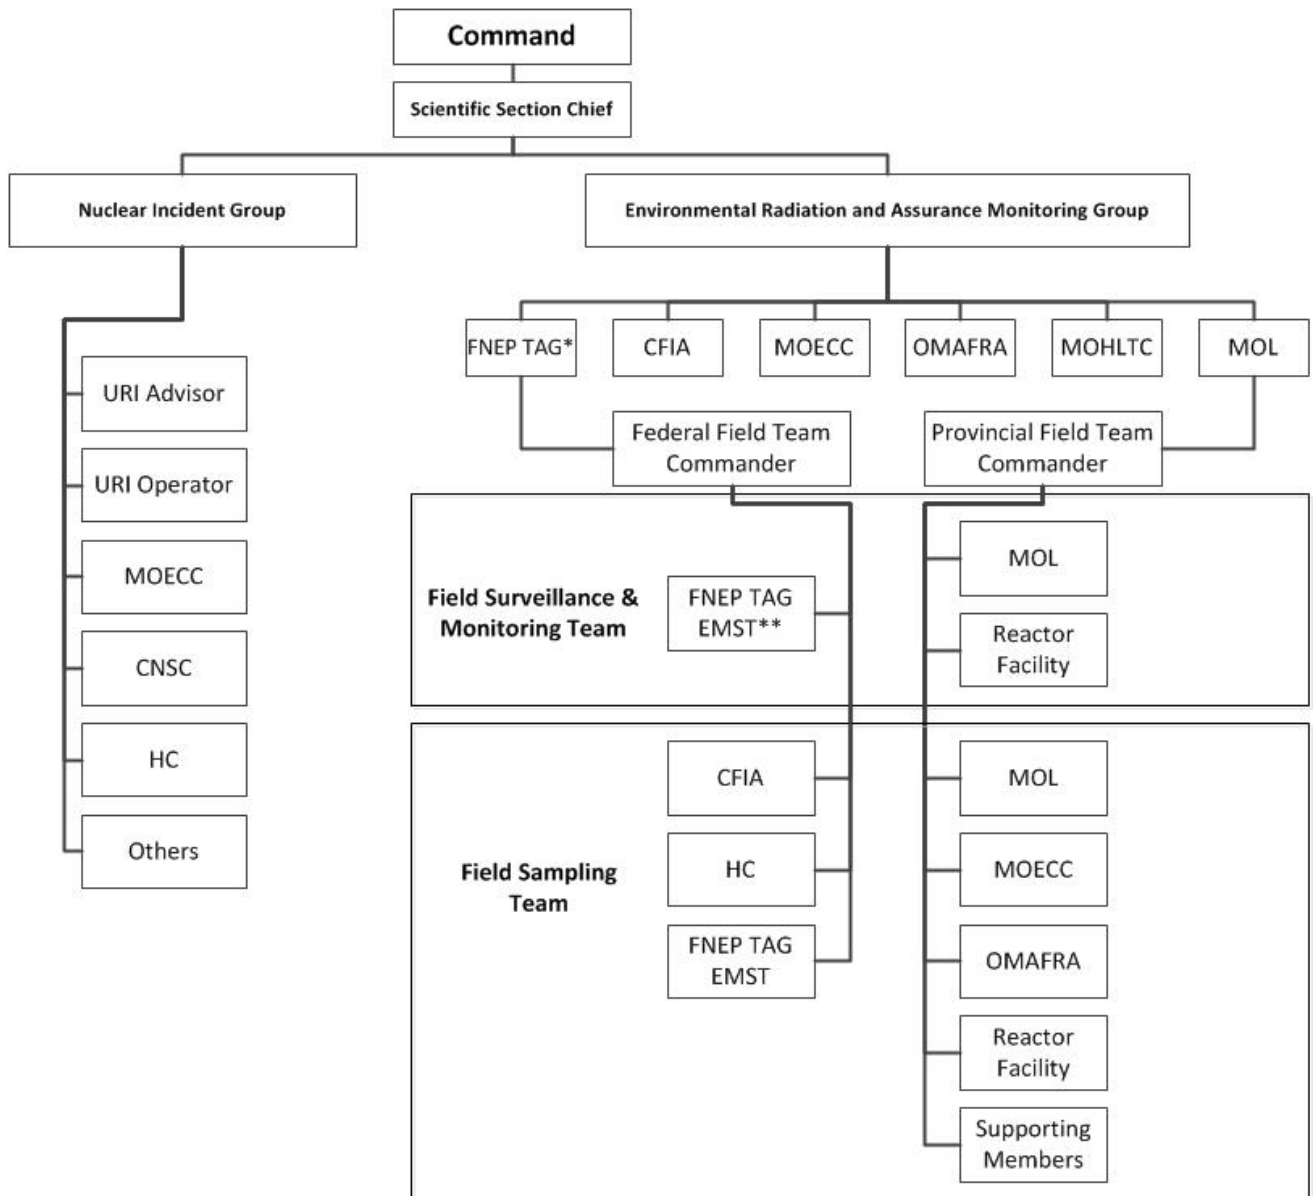 Command
Scientific Section Chief
Nuclear Incident Group
Environmental Radiation and Assurance Monitoring Group
URI Advisor
URI Operator
MOECC
CNSC
HC
Others
FNEP TAG*
CFIA
MOECC
OMAFRA
MOHLTC
MOL
Federal Field Team
Commander
Provincial Field Team
Commander
Field Surveillance &
Monitoring Team
FNEP TAG
EMST**
MOL
Reactor
Facility
Field Sampling
Team
CFIA
HC
FNEP TAG
EMST
MOL
MOECC
OMAFRA
Reactor
Facility
Supporting
Members